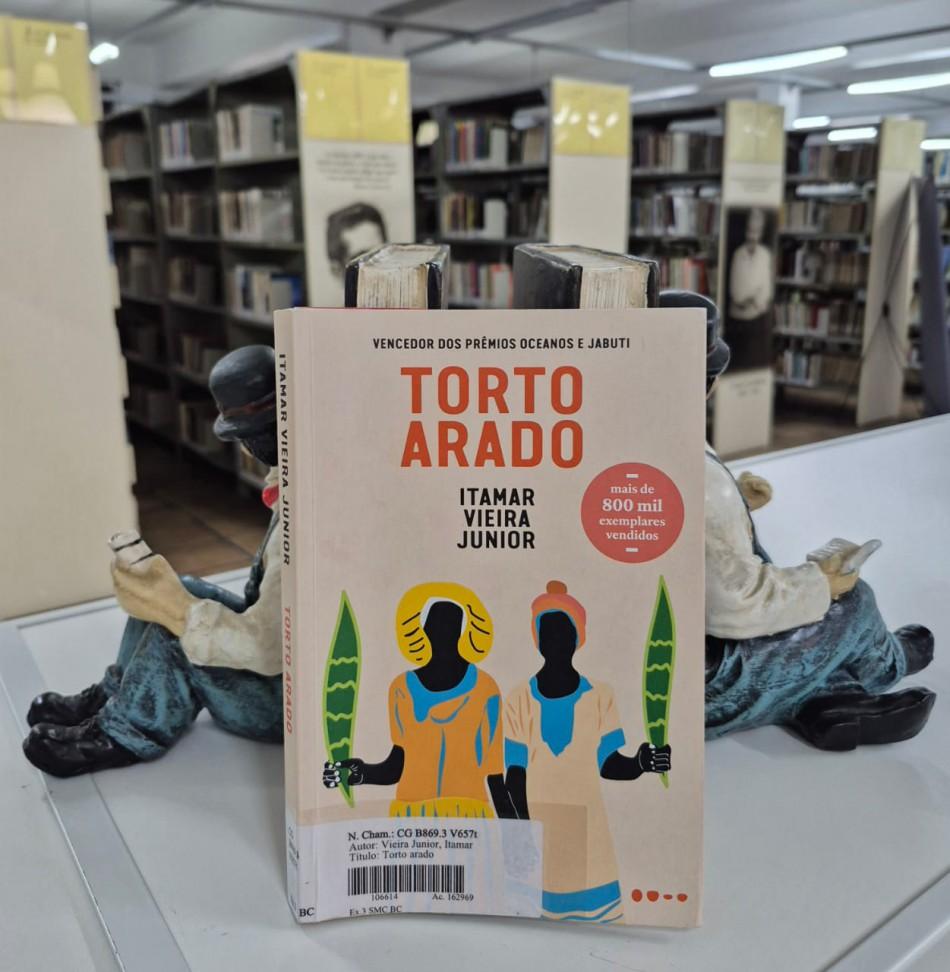 VENCEDOR DOS PRÊMIOS OCEANOS E JABUTI
TORTO
ARADO
ITAMAR
VIEIRA
JUNIOR
mais de
800 mil
exemplares
vendidos
ITAMAR VIEIRA JUNIOR
TORTO ARADO
N. Cham.: CG B869.3 V657t
Autor: Vieira Junior, Itamar
Título: Torto arado
106614 Ac. 162969
Ex.3 SMC BC
BC